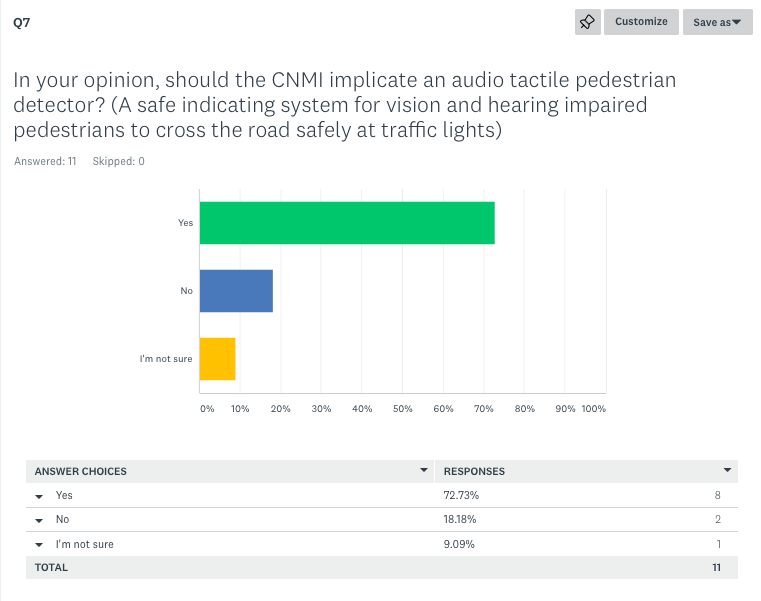 Q7
Customize
Save as
In your opinion, should the CNMI implicate an audio tactile pedestrian
detector? (A safe indicating system for vision and hearing impaired
pedestrians to cross the road safely at traffic lights)
Answered: 11 Skipped: 0
Yes
No
I'm not sure
0% 10% 20% 30% 40% 50% 60% 70% 80% 90% 100%
ANSWER CHOICES RESPONSES
Yes 72.73% 8
No 18.18% 2
I'm not sure 9.09% 1
TOTAL 11